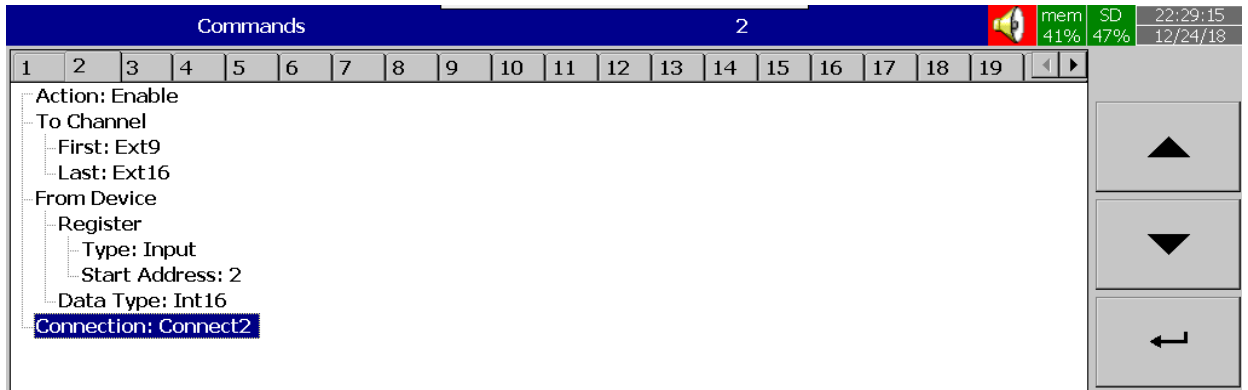 Commands 2 mem SD 22:29:15
41% 47% 12/24/18
1 2 3 4 5 6 7 8 9 10 11 12 13 14 15 16 17 18 19
Action: Enable
To Channel
First: Ext9
Last: Ext16
From Device
Register
Type: Input
Start Address: 2
Data Type: Int16
Connection: Connect2